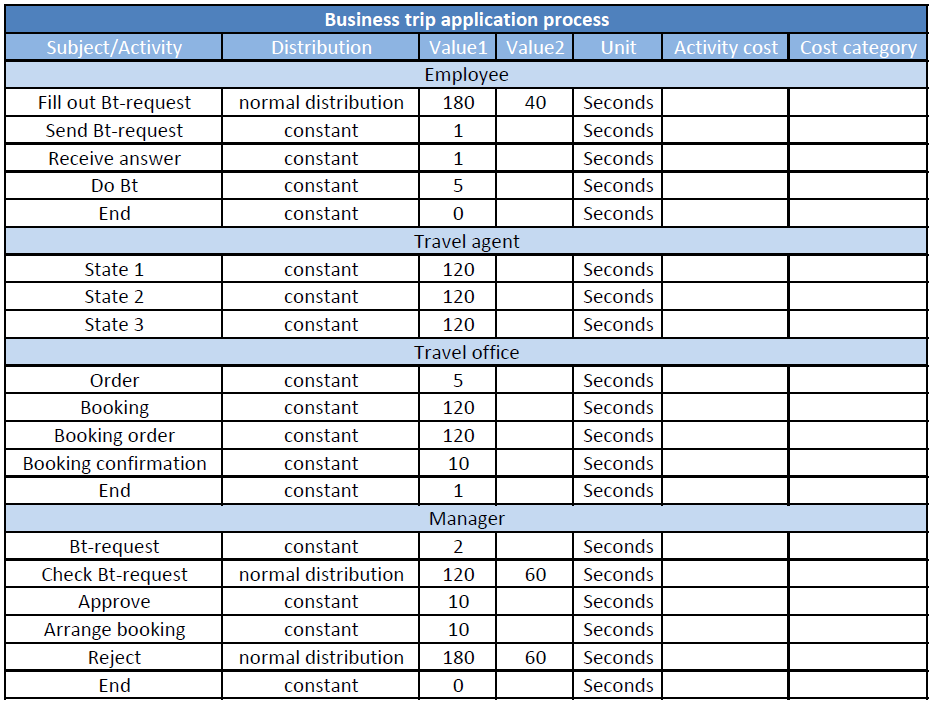 Business trip application process
Subject/Activity Distribution Value1 Value2 Unit Activity cost Cost category
Employee
Fill out Bt-request normal distribution 180 40 Seconds
Send Bt-request constant 1 Seconds
Receive answer constant 1 Seconds
Do Bt constant 5 Seconds
End constant 0 Seconds
Travel agent
State 1 constant 120 Seconds
State 2 constant 120 Seconds
State 3 constant 120 Seconds
Travel office
Order constant 5 Seconds
Booking constant 120 Seconds
Booking order constant 120 Seconds
Booking confirmation constant 10 Seconds
End constant 1 Seconds
Manager
Bt-request constant 2 Seconds
Check Bt-request normal distribution 120 60 Seconds
Approve constant 10 Seconds
Arrange booking constant 10 Seconds
Reject normal distribution 180 60 Seconds
End constant 0 Seconds